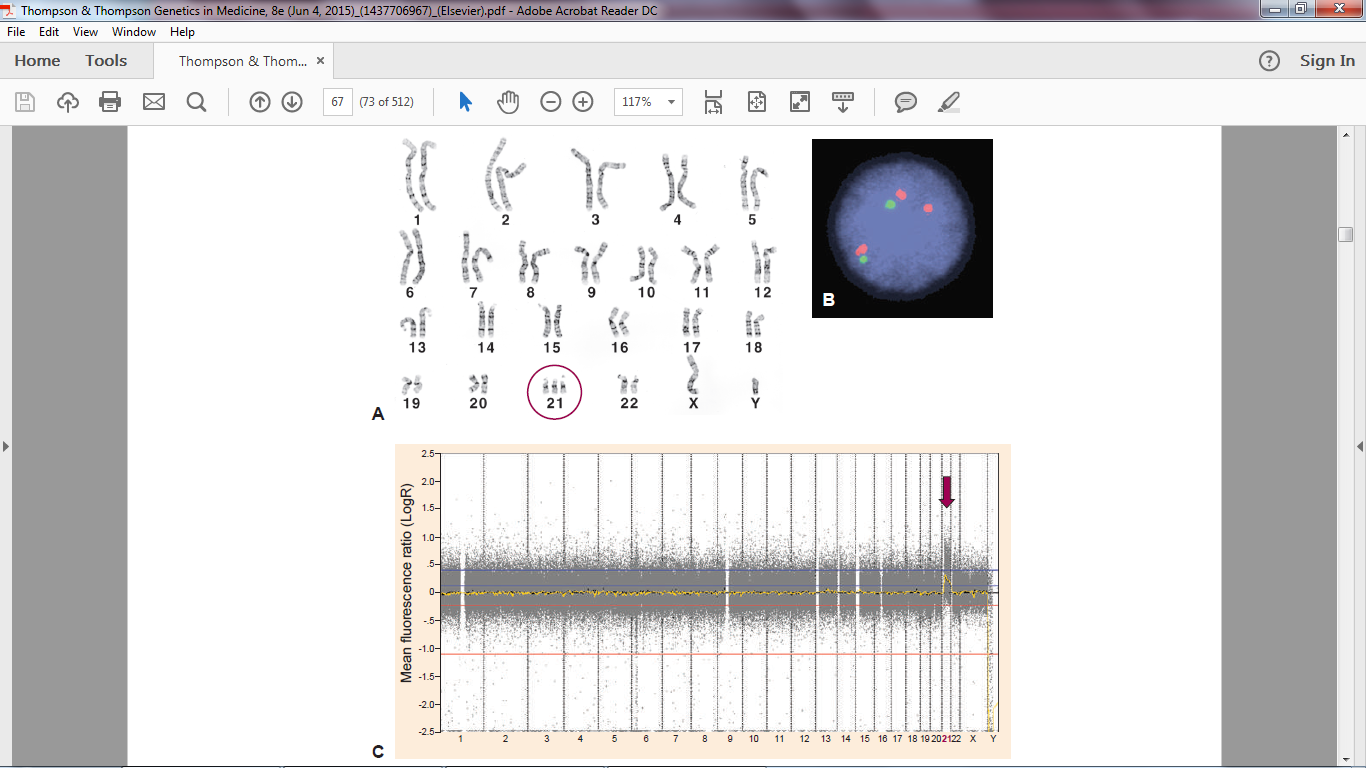 Thompson & Thompson Genetics in Medicine, 8e (Jun 4, 2015)_(1437706967)_(Elsevier).pdf - Adobe Acrobat Reader DC
File Edit View Window Help
Home Tools Thompson & Thom... × ? Sign In
67 (73 of 512) 117%
1 2 3 4 5
6 7 8 9 10 11 12
B
13 14 15 16 17 18
19 20 21 22 X Y
A
Mean fluorescence ratio (LogR)
2.5
2.0
1.5
1.0
.5
0
-.5
-1.0
-1.5
-2.0
-2.5
1 2 3 4 5 6 7 8 9 10 11 12 13 14 15 16 17 18 19 20 21 22 X Y
C